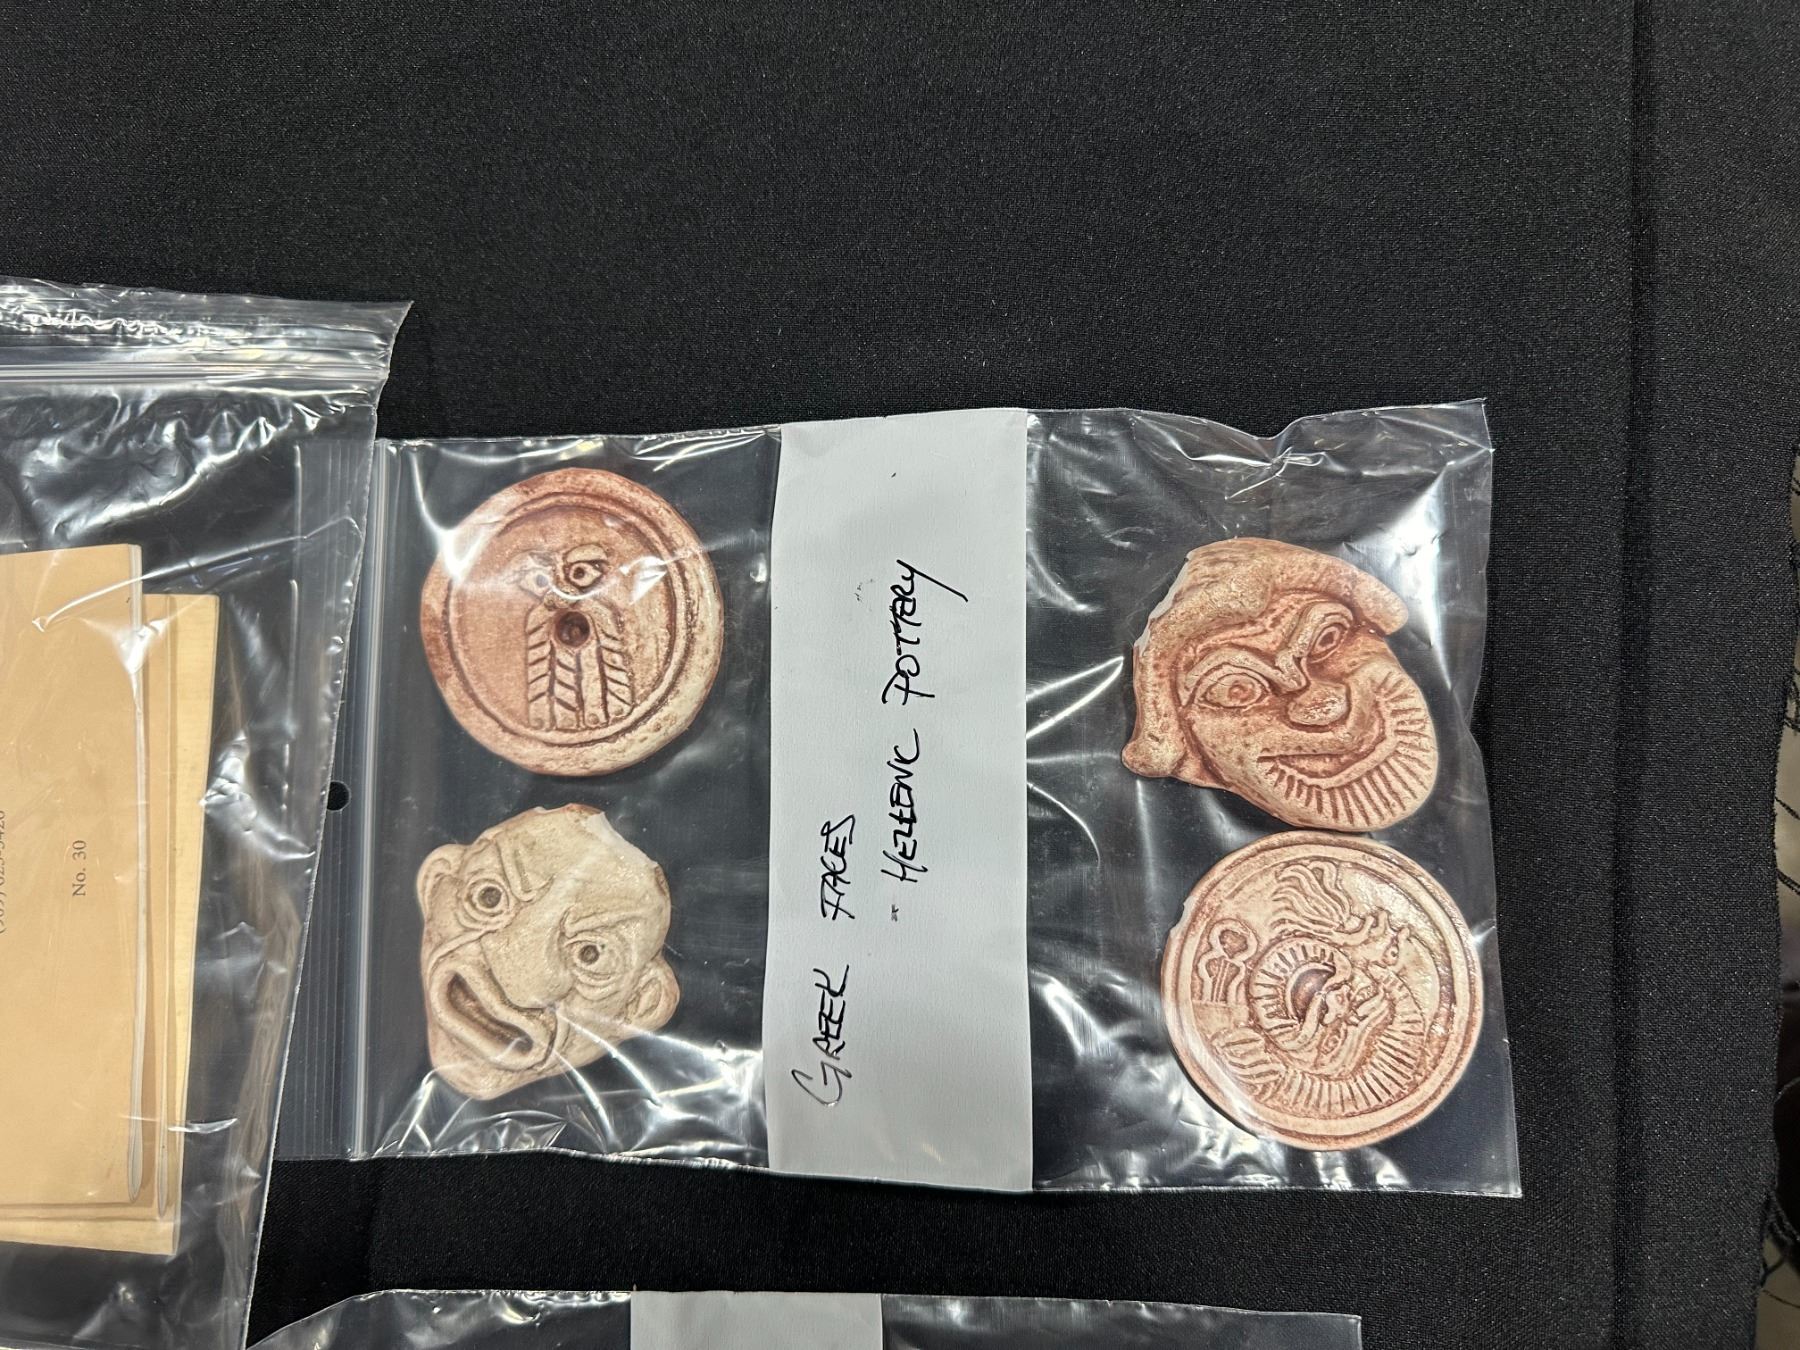 GREEK FACES
- HELLENIC POTTERY
No. 30